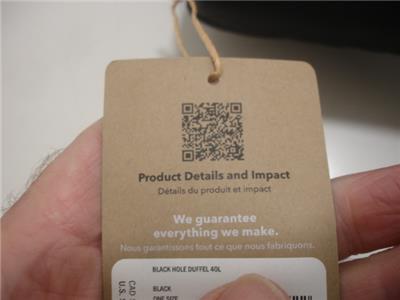 Product Details and Impact
Détails du produit et impact
We guarantee
everything we make.
Nous garantissons tout ce que nous fabriquons.
BLACK HOLE DUFFEL 40L
BLACK
ONE SIZE
CAD
U.S.